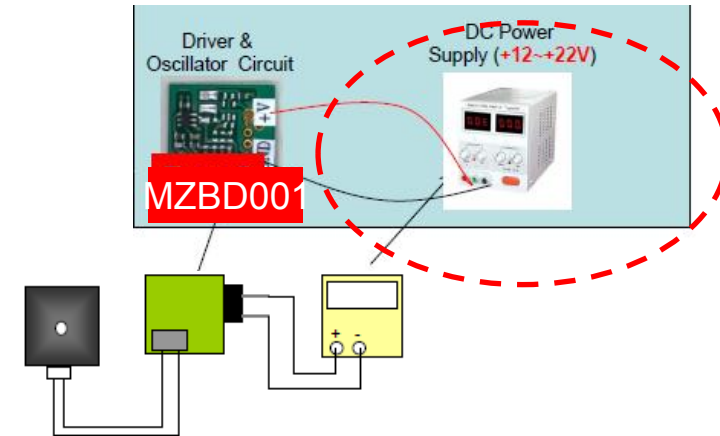 Driver &
Oscillator Circuit
DC Power
Supply (+12~+22V)
+V
MZBD001
+ -